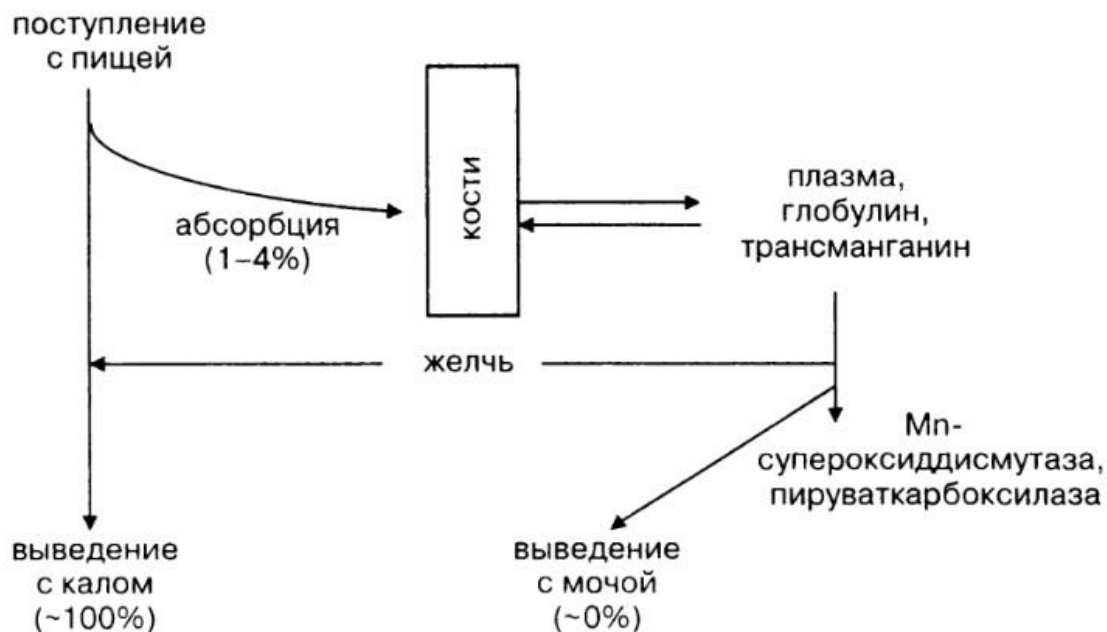 поступление
с пищей
кости
плазма,
глобулин,
трансманганин
абсорбция
(1–4%)
желчь
Mn-
супероксиддисмутаза,
пируваткарбоксилаза
выведение
с калом
(~100%)
выведение
с мочой
(~0%)